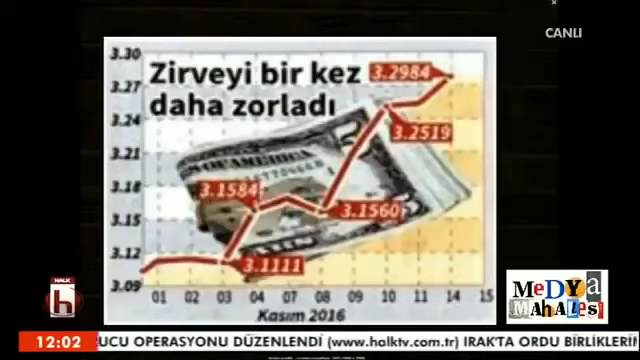 CANLI
Zirveyi bir kez
daha zorladı
3.30
3.27
3.24
3.21
3.18
3.15
3.12
3.09
3.2984
3.2519
3.1584
3.1560
3.1111
01 02 03 04 07 08 09 10 11 14 15
Kasım 2016
MeDYa
MaHaLLesi
HALK
h
12:02
UCU OPERASYONU DÜZENLENDİ (www.halktv.com.tr) IRAK'TA ORDU BİRLİKLERİ